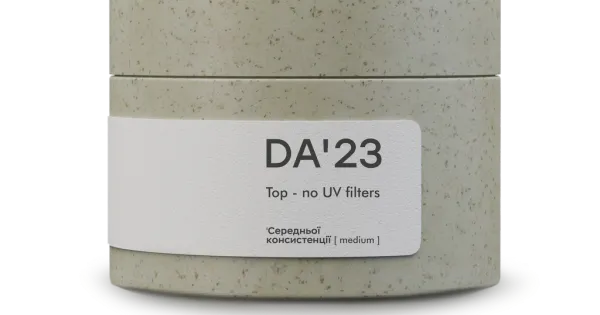 DA'23
Top - no UV filters
'Середньої
консистенції [ medium ]